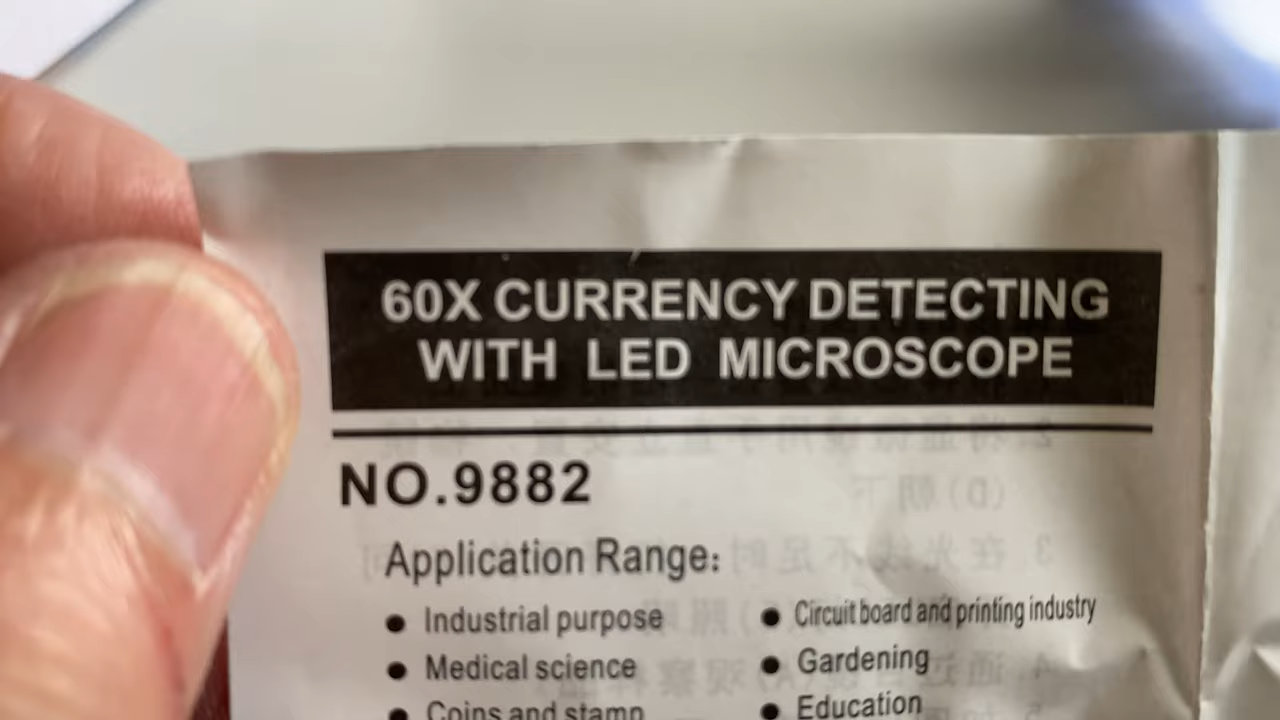 60X CURRENCY DETECTING
WITH LED MICROSCOPE
NO.9882
Application Range:
● Industrial purpose
● Circuit board and printing industry
● Medical science
● Gardening
● Coins and stamp
● Education